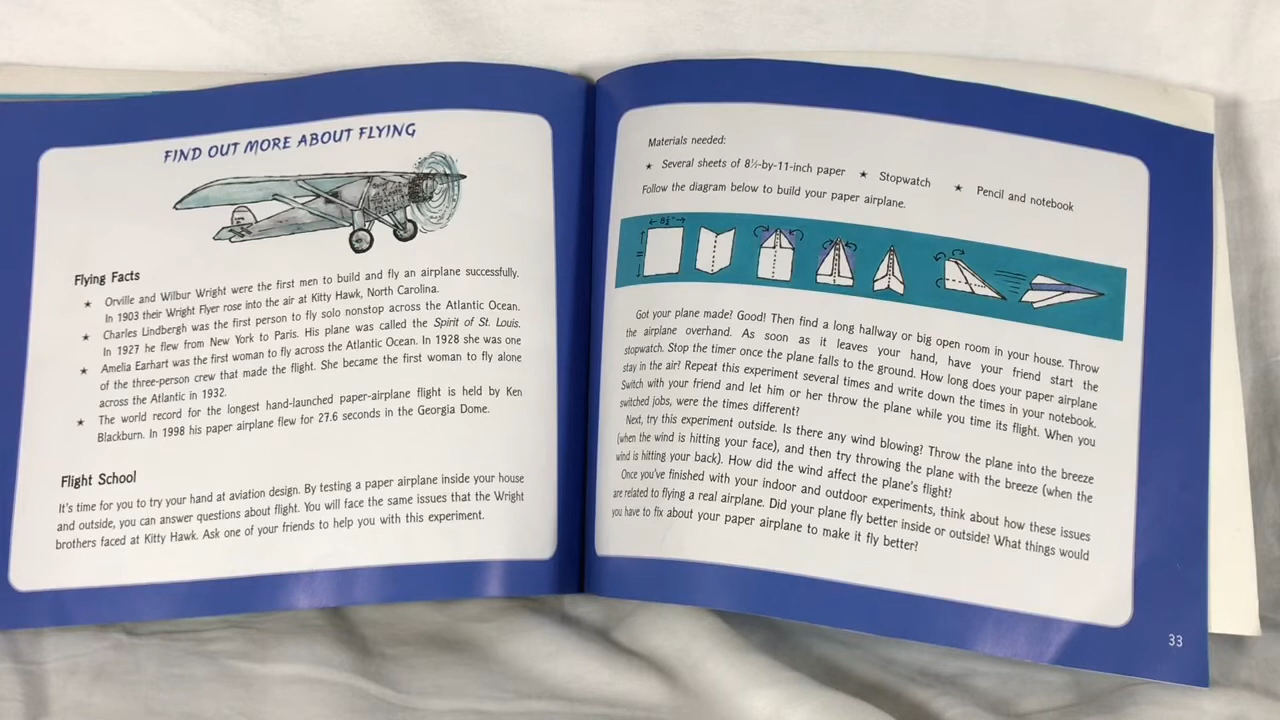 FIND OUT MORE ABOUT FLYING
Flying Facts
★ Orville and Wilbur Wright were the first men to build and fly an airplane successfully.
In 1903 their Wright Flyer rose into the air at Kitty Hawk, North Carolina.
★ Charles Lindbergh was the first person to fly solo nonstop across the Atlantic Ocean.
In 1927 he flew from New York to Paris. His plane was called the Spirit of St. Louis.
★ Amelia Earhart was the first woman to fly across the Atlantic Ocean. In 1928 she was one
of the three-person crew that made the flight. She became the first woman to fly alone
across the Atlantic in 1932.
★ The world record for the longest hand-launched paper-airplane flight is held by Ken
Blackburn. In 1998 his paper airplane flew for 27.6 seconds in the Georgia Dome.
Flight School
It's time for you to try your hand at aviation design. By testing a paper airplane inside your house
and outside, you can answer questions about flight. You will face the same issues that the Wright
brothers faced at Kitty Hawk. Ask one of your friends to help you with this experiment.
Materials needed:
★ Several sheets of 8½-by-11-inch paper ★ Stopwatch ★ Pencil and notebook
Follow the diagram below to build your paper airplane.
8½"
Got your plane made? Good! Then find a long hallway or big open room in your house. Throw
the airplane overhand. As soon as it leaves your hand, have your friend start the
stopwatch. Stop the timer once the plane falls to the ground. How long does your paper airplane
stay in the air? Repeat this experiment several times and write down the times in your notebook.
Switch with your friend and let him or her throw the plane while you time its flight. When you
switched jobs, were the times different?
Next, try this experiment outside. Is there any wind blowing? Throw the plane into the breeze
(when the wind is hitting your face), and then try throwing the plane with the breeze (when the
wind is hitting your back). How did the wind affect the plane's flight?
Once you've finished with your indoor and outdoor experiments, think about how these issues
are related to flying a real airplane. Did your plane fly better inside or outside? What things would
you have to fix about your paper airplane to make it fly better?
33